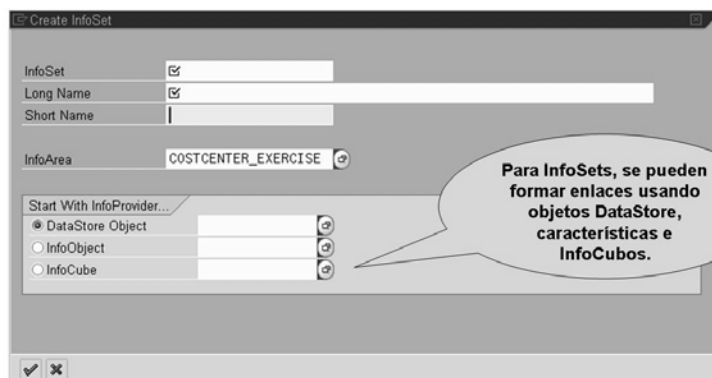 Create InfoSet
InfoSet
Long Name
Short Name
InfoArea COSTCENTER_EXERCISE
Start With InfoProvider...
DataStore Object
InfoObject
InfoCube
Para InfoSets, se pueden
formar enlaces usando
objetos DataStore,
características e
InfoCubos.